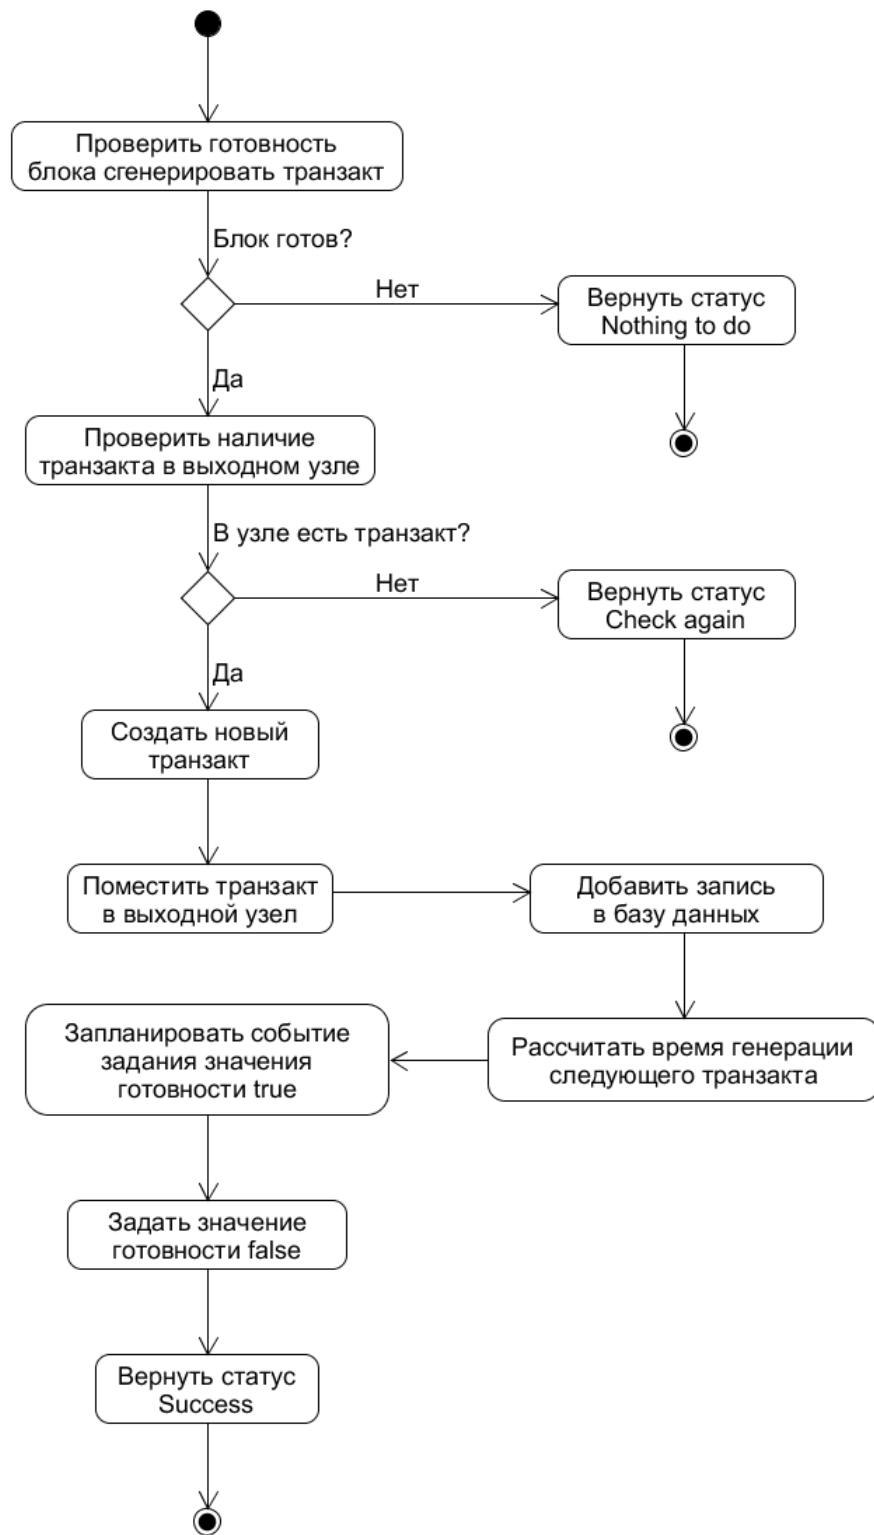 Проверить готовность
блока сгенерировать транзакт
Блок готов?
Нет
Вернуть статус
Nothing to do
Да
Проверить наличие
транзакта в выходном узле
В узле есть транзакт?
Нет
Вернуть статус
Check again
Да
Создать новый
транзакт
Поместить транзакт
в выходной узел
Добавить запись
в базу данных
Рассчитать время генерации
следующего транзакта
Запланировать событие
задания значения
готовности true
Задать значение
готовности false
Вернуть статус
Success